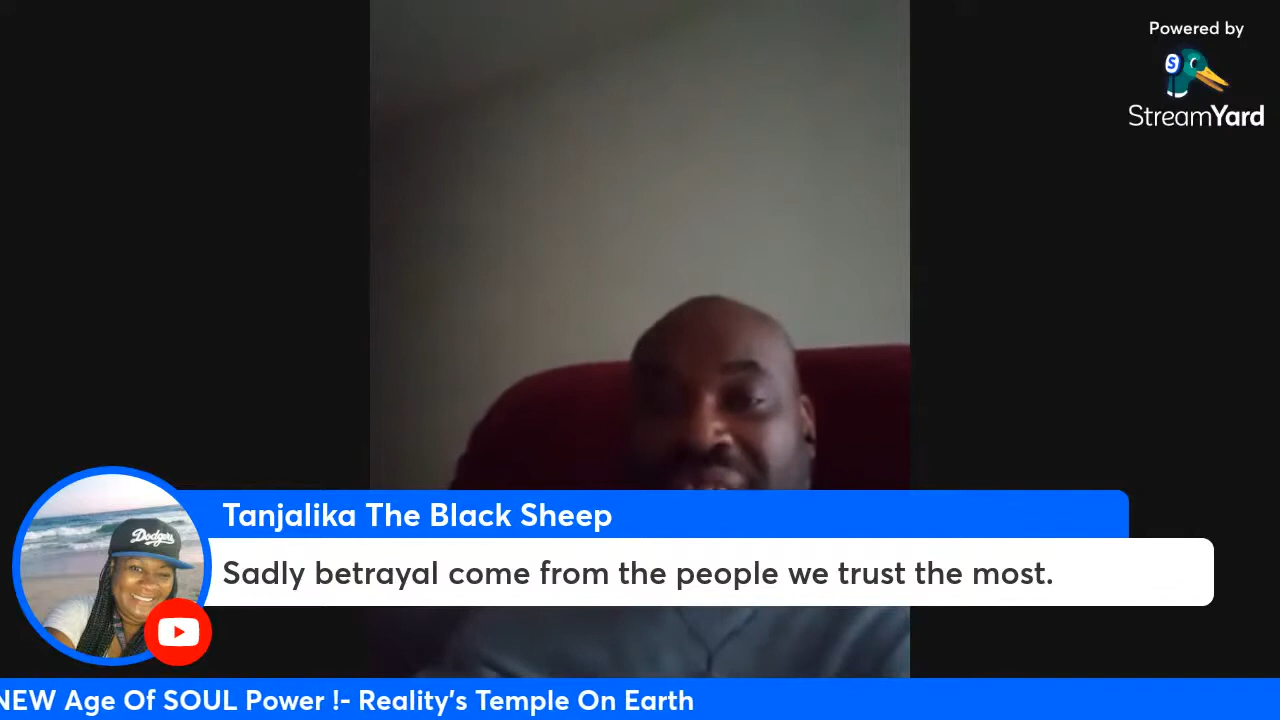 Powered by
StreamYard
Tanjalika The Black Sheep
Dodgers
Sadly betrayal come from the people we trust the most.
NEW Age Of SOUL Power !- Reality's Temple On Earth